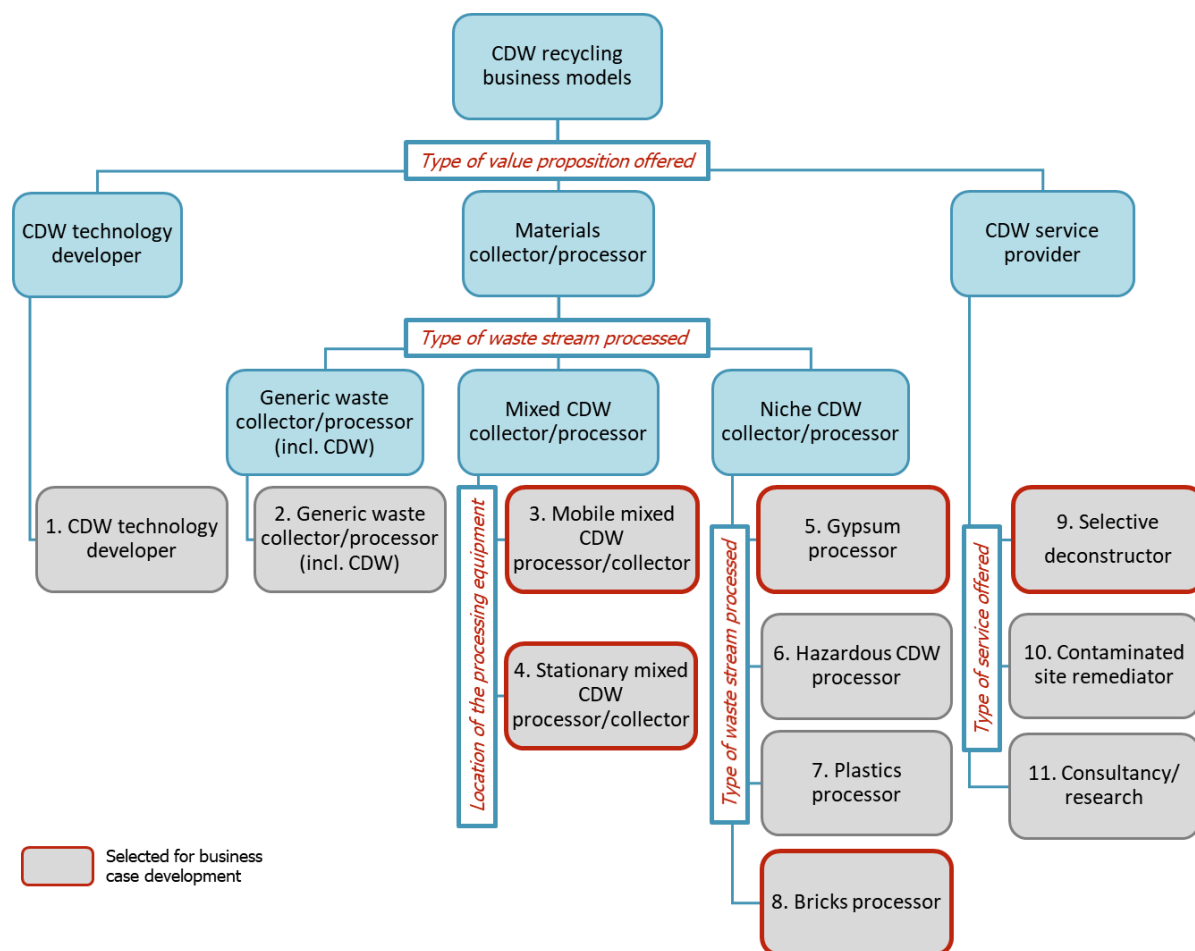 CDW recycling
business models
Type of value proposition offered
CDW technology
developer
Materials
collector/processor
CDW service
provider
Type of waste stream processed
Generic waste
collector/processor
(incl. CDW)
Mixed CDW
collector/processor
Niche CDW
collector/processor
1. CDW technology
developer
2. Generic waste
collector/processor
(incl. CDW)
Location of the processing equipment
3. Mobile mixed
CDW
processor/collector
4. Stationary mixed
CDW
processor/collector
Type of waste stream processed
5. Gypsum
processor
6. Hazardous CDW
processor
7. Plastics
processor
8. Bricks processor
Type of service offered
9. Selective
deconstructor
10. Contaminated
site remediator
11. Consultancy/
research
Selected for business
case development